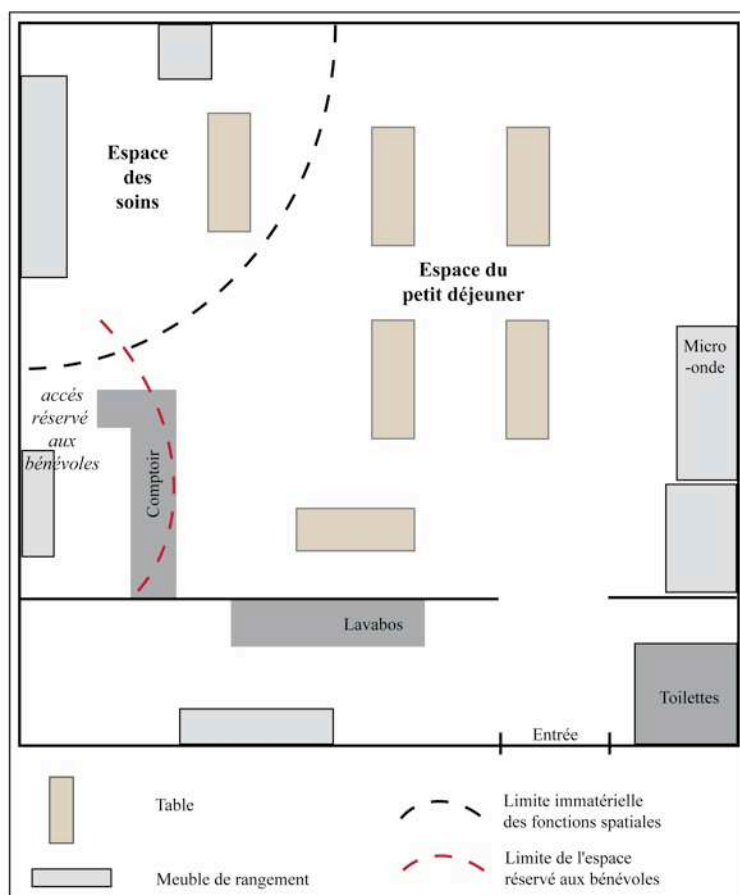 Espace
des
soins
Espace du
petit déjeuner
Micro
-onde
accés
réservé
aux
bénévoles
Comptoir
Lavabos
Toilettes
Entrée
Table
Limite immatérielle
des fonctions spatiales
Meuble de rangement
Limite de l'espace
réservé aux bénévoles